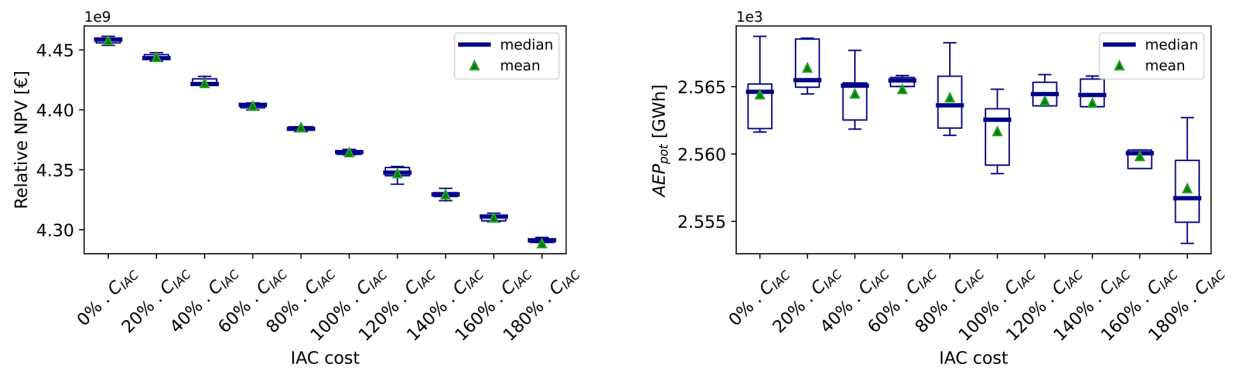 1e9
Relative NPV [€]
4.45
4.40
4.35
4.30
median
mean
0% . C_IAC
20% . C_IAC
40% . C_IAC
60% . C_IAC
80% . C_IAC
100% . C_IAC
120% . C_IAC
140% . C_IAC
160% . C_IAC
180% . C_IAC
IAC cost
1e3
AEP_pot [GWh]
2.565
2.560
2.555
median
mean
0% . C_IAC
20% . C_IAC
40% . C_IAC
60% . C_IAC
80% . C_IAC
100% . C_IAC
120% . C_IAC
140% . C_IAC
160% . C_IAC
180% . C_IAC
IAC cost